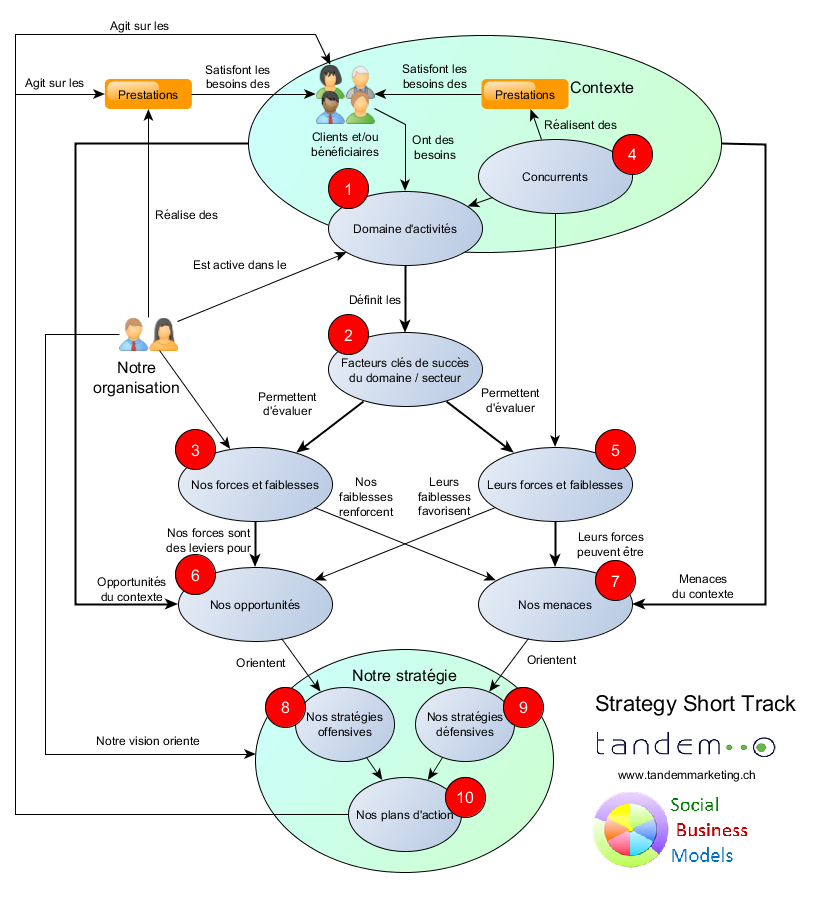 Agit sur les
Agit sur les
Prestations
Satisfont les
besoins des
Clients et/ou
bénéficiaires
Satisfont les
besoins des
Prestations
Contexte
Réalisent des
Ont des
besoins
4
Concurrents
1
Domaine d'activités
Réalise des
Est active dans le
Définit les
Notre
organisation
2
Facteurs clés de succès
du domaine / secteur
Permettent
d'évaluer
Permettent
d'évaluer
3
Nos forces et faiblesses
5
Leurs forces et faiblesses
Nos
faiblesses
renforcent
Leurs
faiblesses
favorisent
Nos forces sont
des leviers pour
Leurs forces
peuvent être
6
Nos opportunités
7
Nos menaces
Opportunités
du contexte
Menaces
du contexte
Orientent
Orientent
Notre stratégie
8
Nos stratégies
offensives
9
Nos stratégies
défensives
Notre vision oriente
10
Nos plans d'action
Strategy Short Track
tandem
www.tandemmarketing.ch
Social
Business
Models